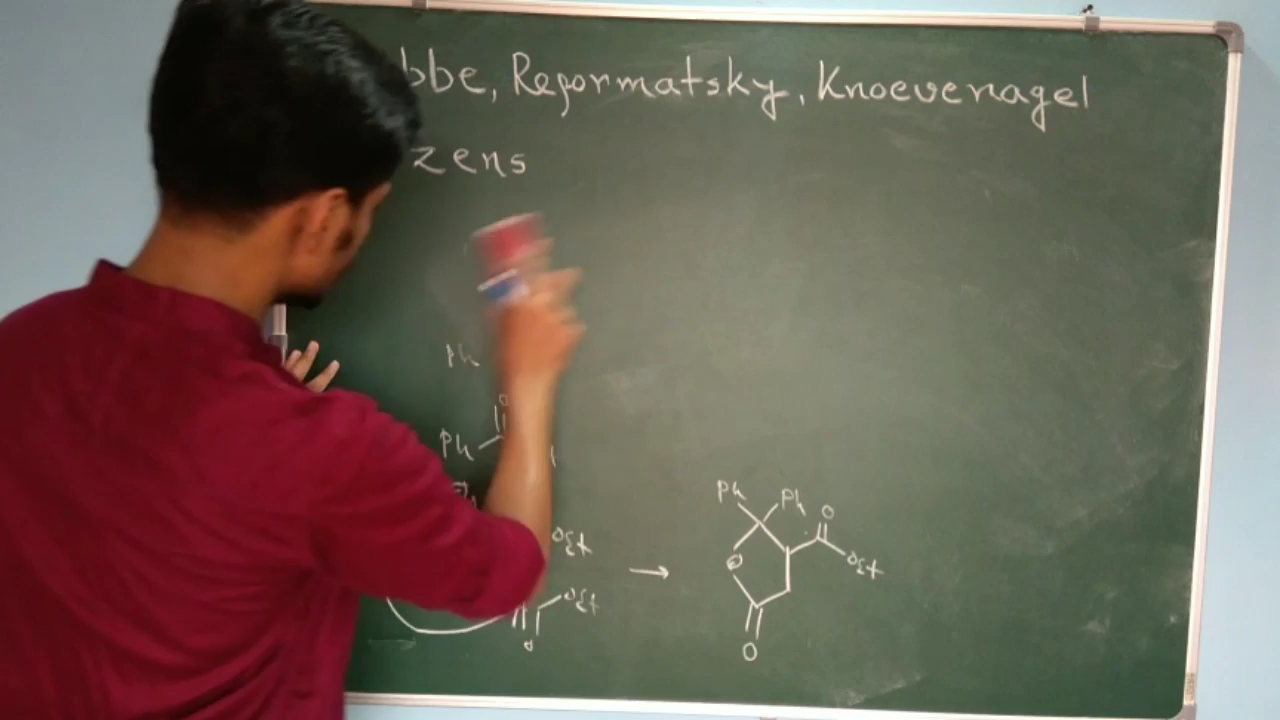 bbe, Reformatsky, Knoevenagel
zens
Ph
O
Ph
Ph Ph O
OEt
O OEt
OEt
O
O